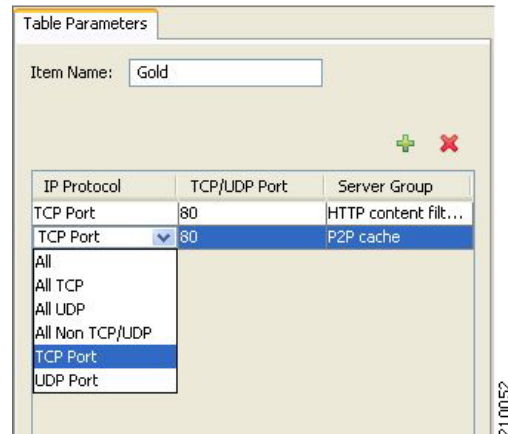 Table Parameters
Item Name: Gold
IP Protocol TCP/UDP Port Server Group
TCP Port 80 HTTP content filt...
TCP Port 80 P2P cache
All
All TCP
All UDP
All Non TCP/UDP
TCP Port
UDP Port
210052